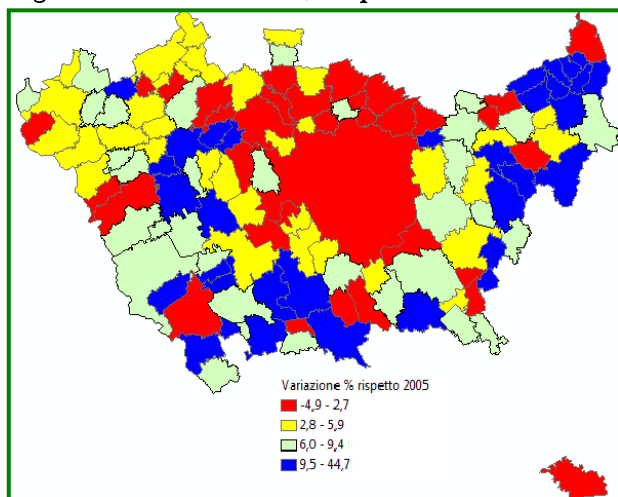 Variazione % rispetto 2005
-4,9 - 2,7
2,8 - 5,9
6,0 - 9,4
9,5 - 44,7